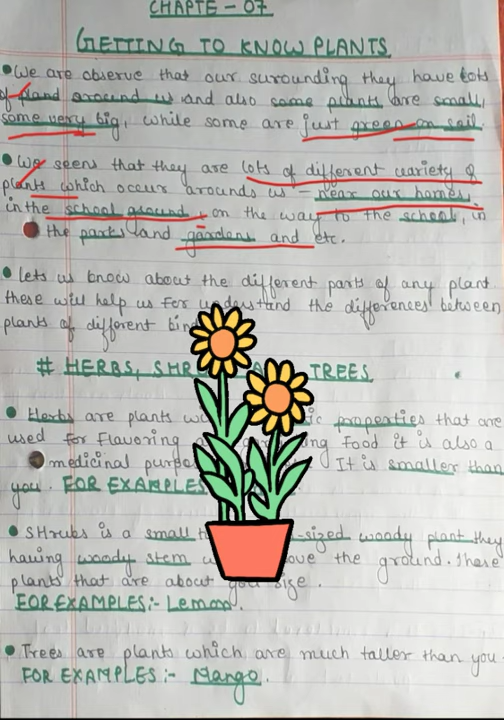 CHAPTE - 07
GETTING TO KNOW PLANTS
• We are observe that our surounding they have lots
of pland around us and also some plants are small,
some very big, while some are just green on soil.
• We seens that they are lots of different variety of
plants which occur arounds us - near our homes,
in the school ground, on the way to the school, in
the parks and gardens and etc.
• Lets us know about the different parts of any plant
these will help us for understand the differences between
plants of different
# HERBS, TREES
• Herbs are plants properties that are
used for flavoring food it is also a
medicinal It is smaller than
you. FOR EXAMPLES
• SHrubs is a small -sized woody plant they
having woody stem the ground. These
plants that are about size.
FOR EXAMPLES:- Lemon.
• Trees are plants which are much taller than you.
FOR EXAMPLES :- Mango.